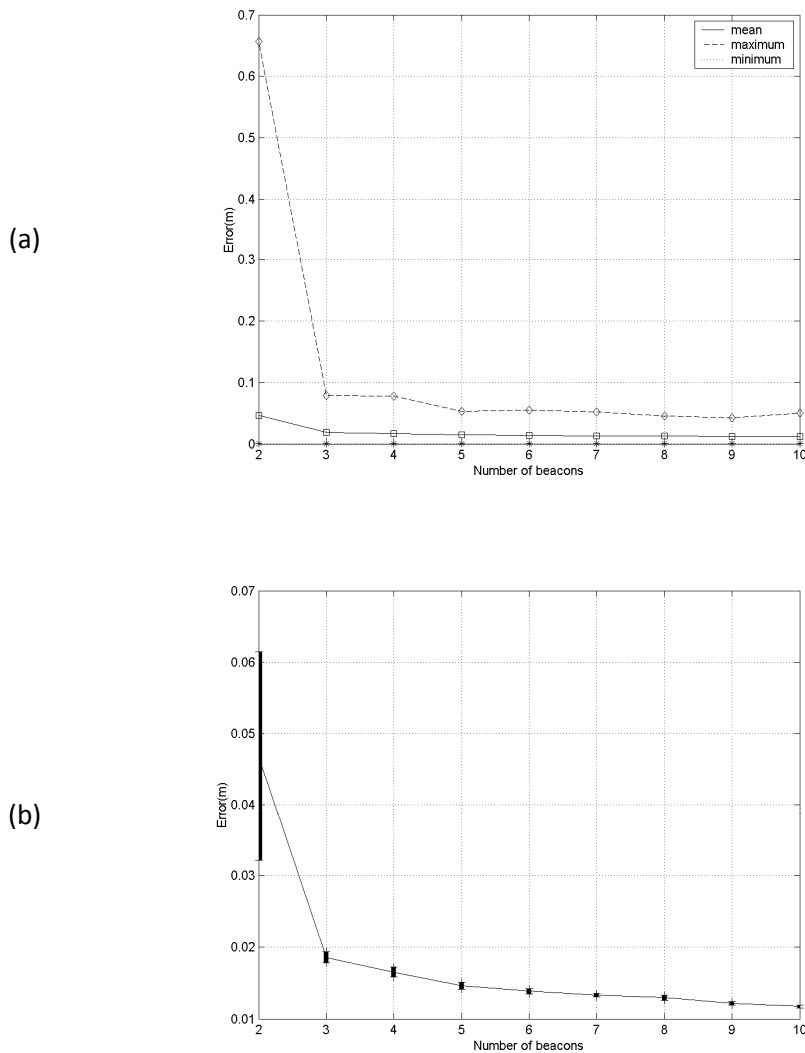 (a)
0.7
0.6
0.5
0.4
0.3
0.2
0.1
0
Error(m)
mean
maximum
minimum
2 3 4 5 6 7 8 9 10
Number of beacons
(b)
0.07
0.06
0.05
0.04
0.03
0.02
0.01
Error(m)
2 3 4 5 6 7 8 9 10
Number of beacons